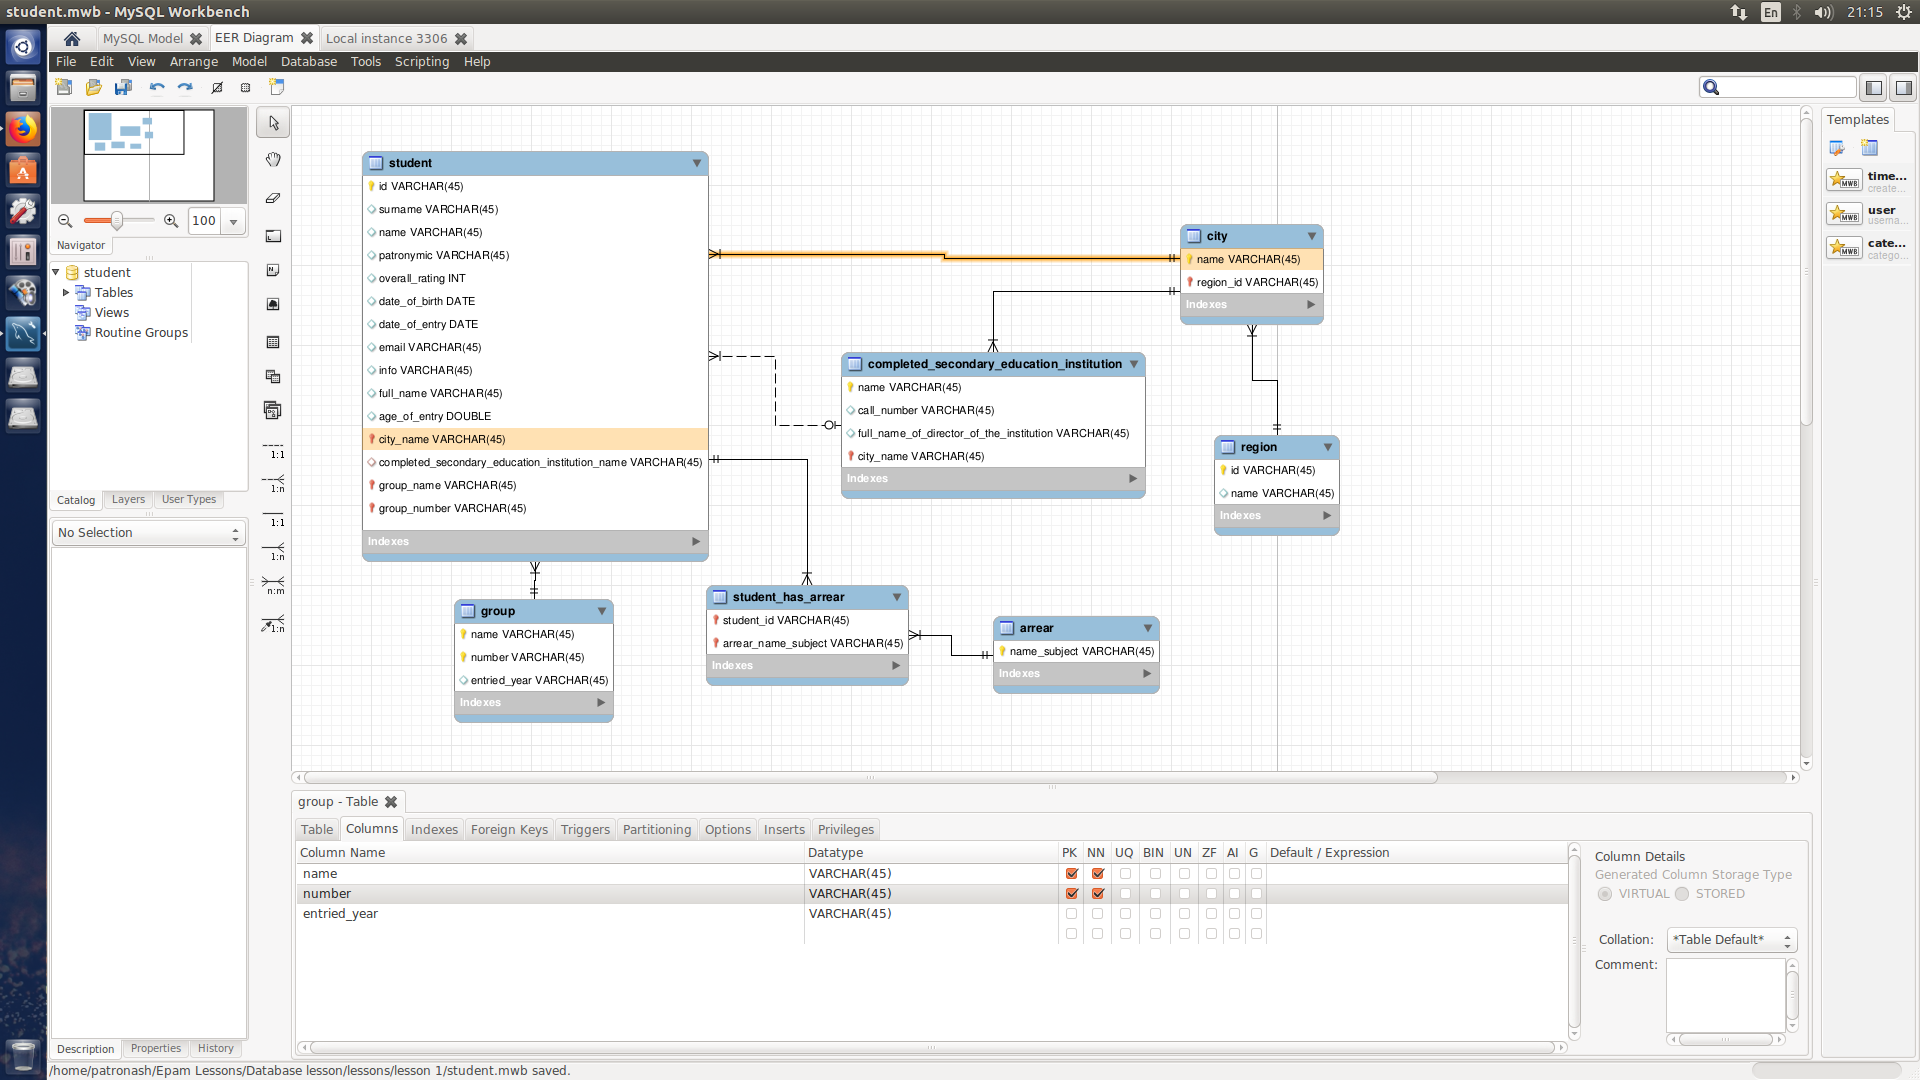 student.mwb - MySQL Workbench
En
21:15
MySQL Model
EER Diagram
Local instance 3306
File Edit View Arrange Model Database Tools Scripting Help
100
Navigator
student
Tables
Views
Routine Groups
Catalog
Layers
User Types
No Selection
Description
Properties
History
1:1
1:n
1:1
1:n
n:m
1:n
student
id VARCHAR(45)
surname VARCHAR(45)
name VARCHAR(45)
patronymic VARCHAR(45)
overall_rating INT
date_of_birth DATE
date_of_entry DATE
email VARCHAR(45)
info VARCHAR(45)
full_name VARCHAR(45)
age_of_entry DOUBLE
city_name VARCHAR(45)
completed_secondary_education_institution_name VARCHAR(45)
group_name VARCHAR(45)
group_number VARCHAR(45)
Indexes
city
name VARCHAR(45)
region_id VARCHAR(45)
Indexes
completed_secondary_education_institution
name VARCHAR(45)
call_number VARCHAR(45)
full_name_of_director_of_the_institution VARCHAR(45)
city_name VARCHAR(45)
Indexes
region
id VARCHAR(45)
name VARCHAR(45)
Indexes
group
name VARCHAR(45)
number VARCHAR(45)
entried_year VARCHAR(45)
Indexes
student_has_arrear
student_id VARCHAR(45)
arrear_name_subject VARCHAR(45)
Indexes
arrear
name_subject VARCHAR(45)
Indexes
Templates
MWB
time...
create...
MWB
user
userna...
MWB
cate...
catego...
group - Table
Table Columns Indexes Foreign Keys Triggers Partitioning Options Inserts Privileges
Column Name Datatype PK NN UQ BIN UN ZF AI G Default / Expression
name VARCHAR(45)
number VARCHAR(45)
entried_year VARCHAR(45)
Column Details
Generated Column Storage Type
VIRTUAL STORED
Collation: *Table Default*
Comment:
/home/patronash/Epam Lessons/Database lesson/lessons/lesson 1/student.mwb saved.